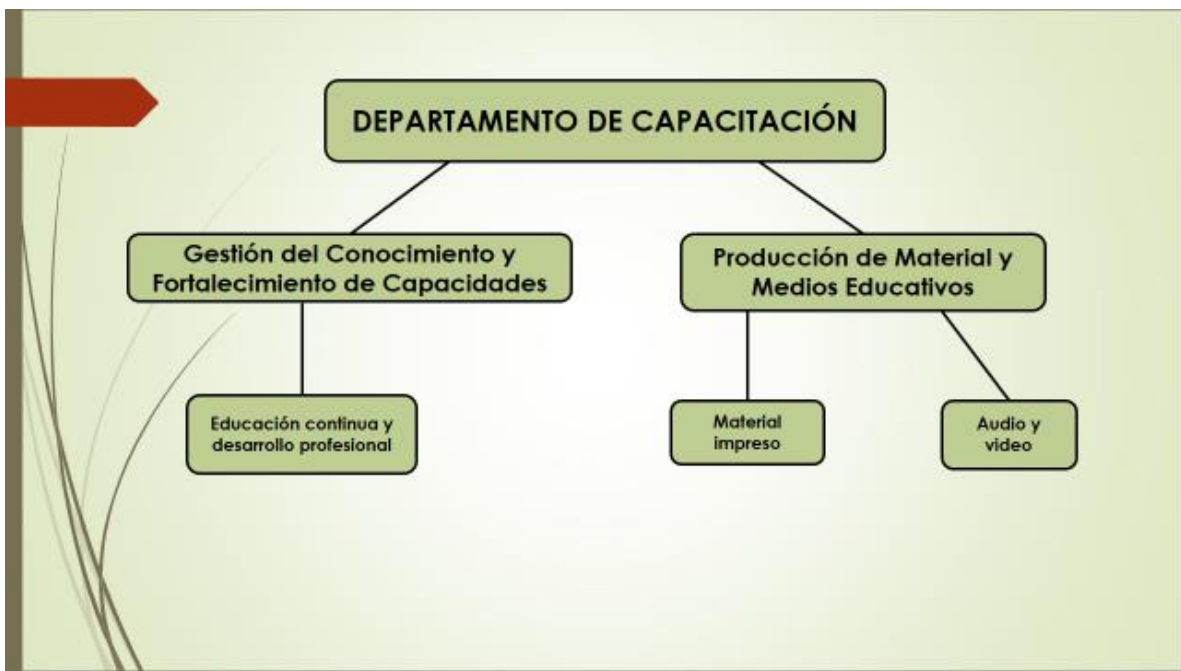 DEPARTAMENTO DE CAPACITACIÓN
Gestión del Conocimiento y
Fortalecimiento de Capacidades
Producción de Material y
Medios Educativos
Educación continua y
desarrollo profesional
Material
impreso
Audio y
video